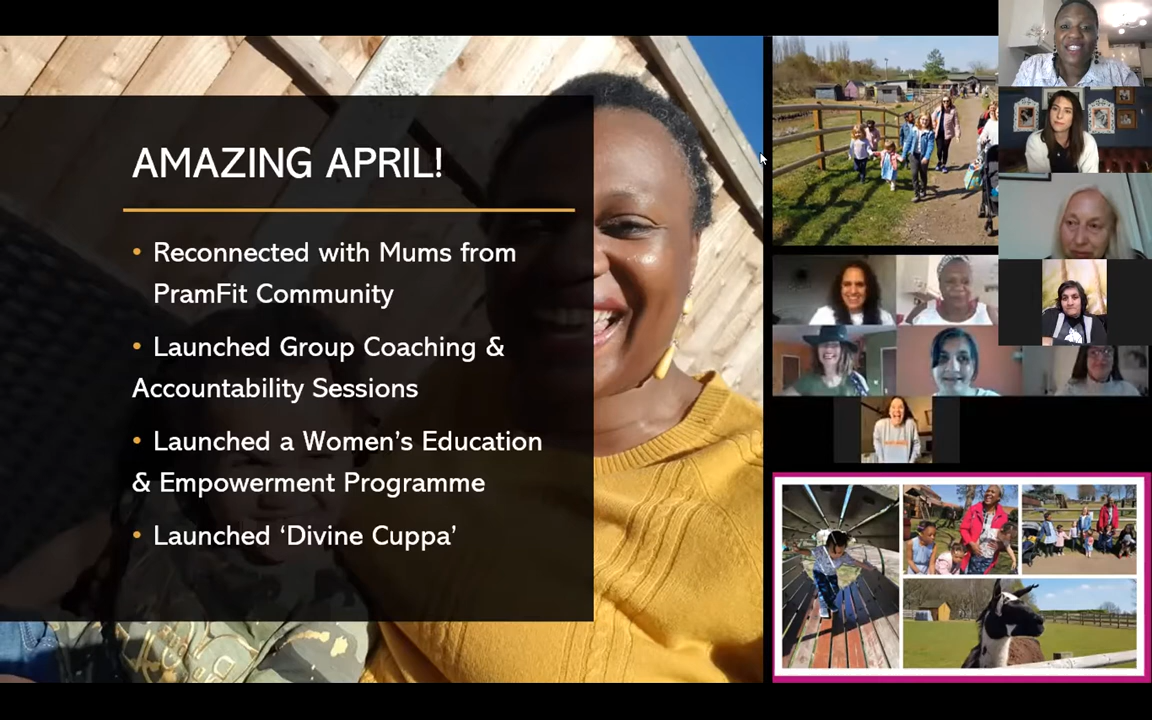 AMAZING APRIL!
• Reconnected with Mums from
PramFit Community
• Launched Group Coaching &
Accountability Sessions
• Launched a Women’s Education
& Empowerment Programme
• Launched ‘Divine Cuppa’